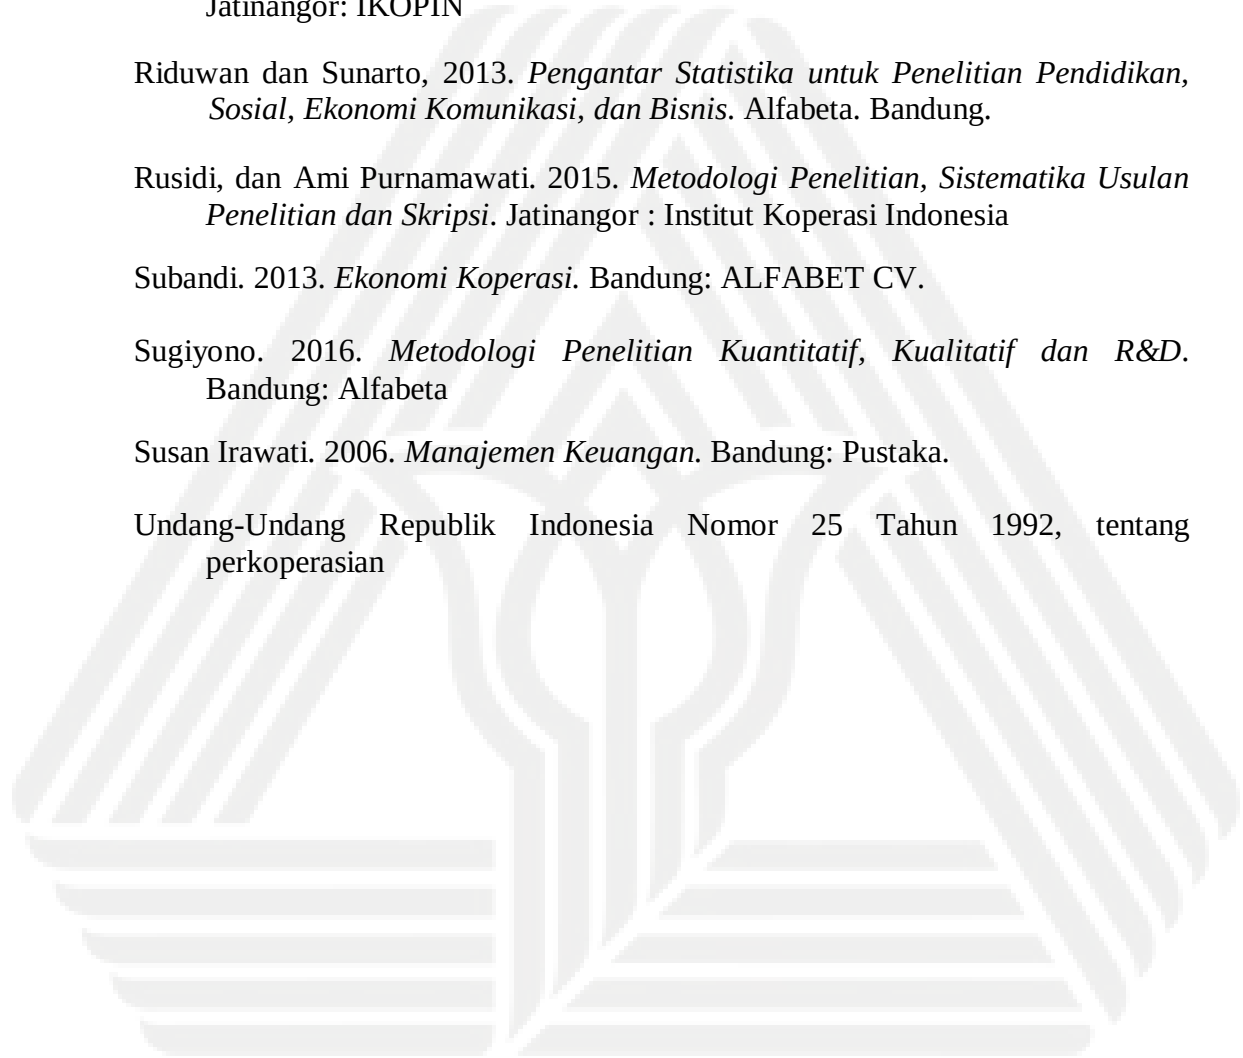 Jatinangor: IKOPIN
Riduwan dan Sunarto, 2013. Pengantar Statistika untuk Penelitian Pendidikan,
Sosial, Ekonomi Komunikasi, dan Bisnis. Alfabeta. Bandung.
Rusidi, dan Ami Purnamawati. 2015. Metodologi Penelitian, Sistematika Usulan
Penelitian dan Skripsi. Jatinangor : Institut Koperasi Indonesia
Subandi. 2013. Ekonomi Koperasi. Bandung: ALFABET CV.
Sugiyono. 2016. Metodologi Penelitian Kuantitatif, Kualitatif dan R&D.
Bandung: Alfabeta
Susan Irawati. 2006. Manajemen Keuangan. Bandung: Pustaka.
Undang-Undang Republik Indonesia Nomor 25 Tahun 1992, tentang
perkoperasian